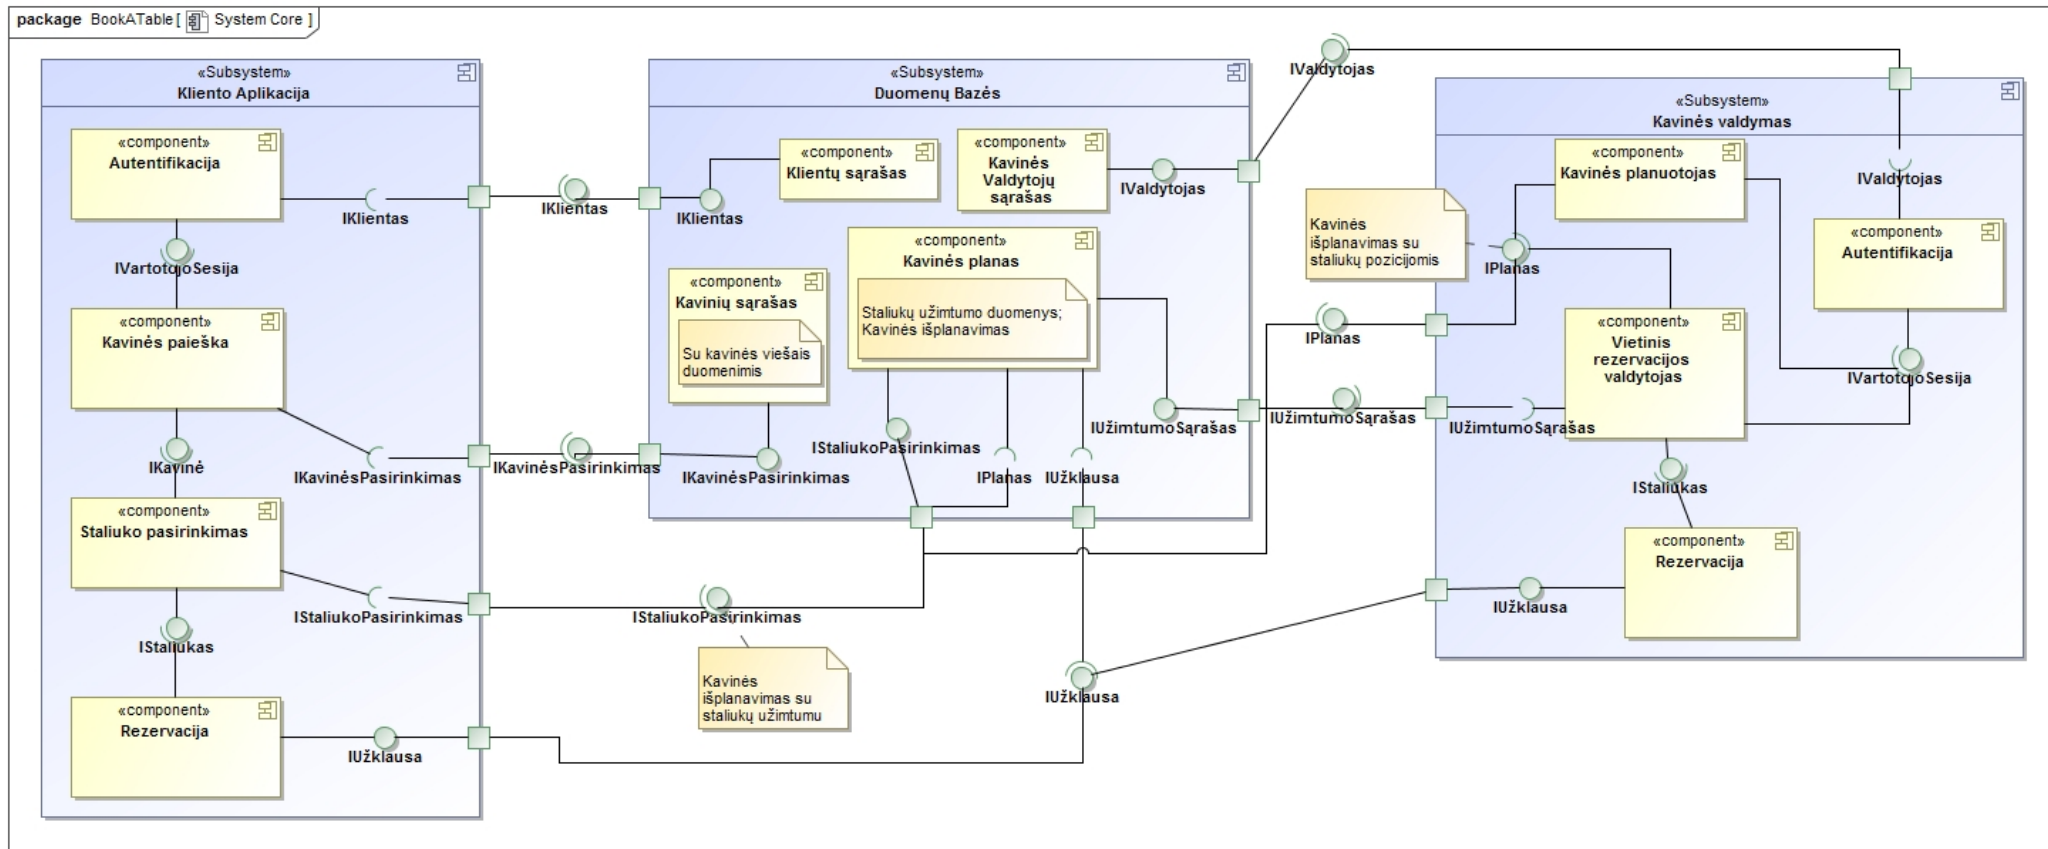 package BookATable [ System Core ]
«Subsystem»
Kliento Aplikacija
«component»
Autentifikacija
IKlientas
IVartotojoSesija
«component»
Kavinės paieška
IKavinė
IKavinėsPasirinkimas
«component»
Staliuko pasirinkimas
IStaliukoPasirinkimas
IStaliukas
«component»
Rezervacija
IUžklausa
IKlientas
IKavinėsPasirinkimas
IStaliukoPasirinkimas
Kavinės
išplanavimas su
staliukų užimtumu
«Subsystem»
Duomenų Bazės
«component»
Klientų sąrašas
IKlientas
«component»
Kavinės
Valdytojų
sąrašas
IValdytojas
«component»
Kavinių sąrašas
Su kavinės viešais
duomenimis
IKavinėsPasirinkimas
«component»
Kavinės planas
Staliukų užimtumo duomenys;
Kavinės išplanavimas
IStaliukoPasirinkimas
IPlanas
IUžklausa
IUžimtumoSąrašas
IValdytojas
IPlanas
IUžimtumoSąrašas
IUžklausa
Kavinės
išplanavimas su
staliukų pozicijomis
«Subsystem»
Kavinės valdymas
«component»
Kavinės planuotojas
IPlanas
IValdytojas
«component»
Autentifikacija
IVartotojoSesija
«component»
Vietinis
rezervacijos
valdytojas
IUžimtumoSąrašas
IStaliukas
«component»
Rezervacija
IUžklausa